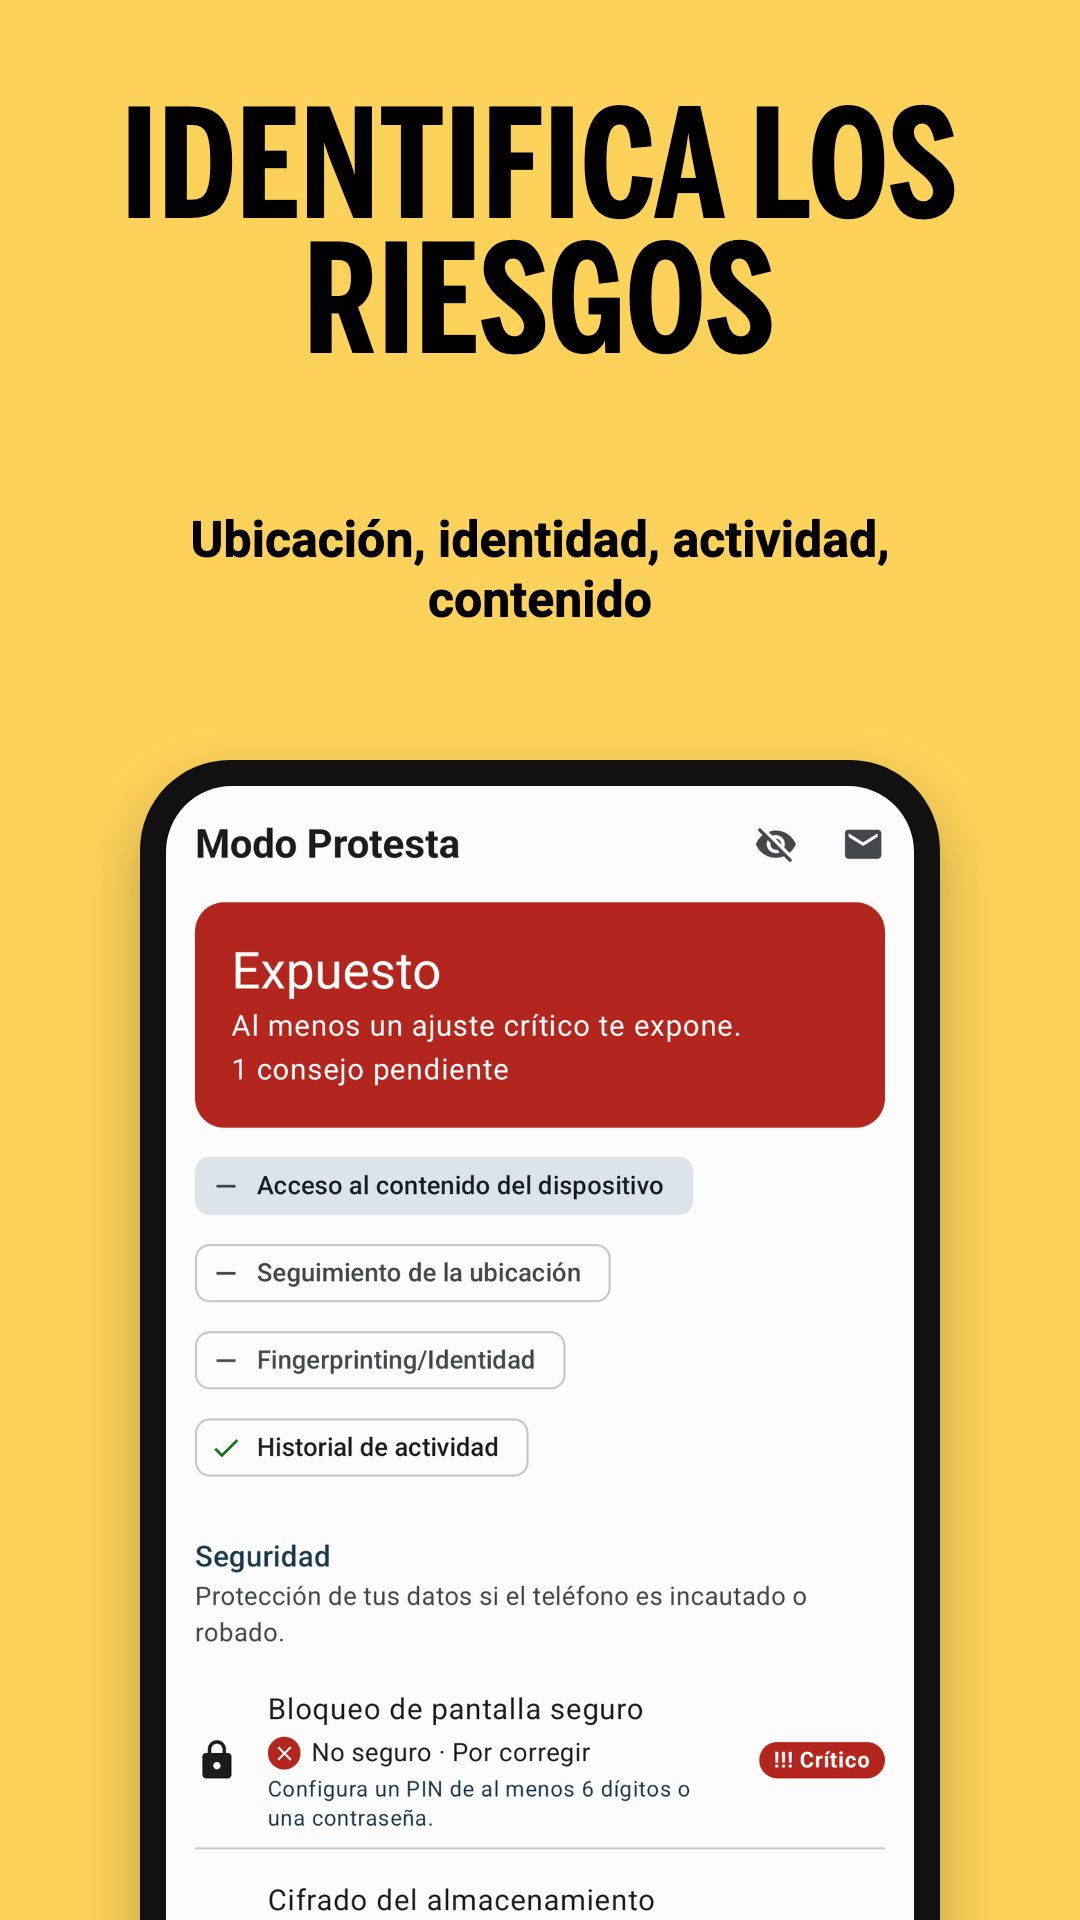 IDENTIFICA LOS
RIESGOS
Ubicación, identidad, actividad,
contenido
Modo Protesta
Expuesto
Al menos un ajuste crítico te expone.
1 consejo pendiente
Acceso al contenido del dispositivo
Seguimiento de la ubicación
Fingerprinting/Identidad
Historial de actividad
Seguridad
Protección de tus datos si el teléfono es incautado o
robado.
Bloqueo de pantalla seguro
No seguro · Por corregir
!!! Crítico
Configura un PIN de al menos 6 dígitos o
una contraseña.
Cifrado del almacenamiento